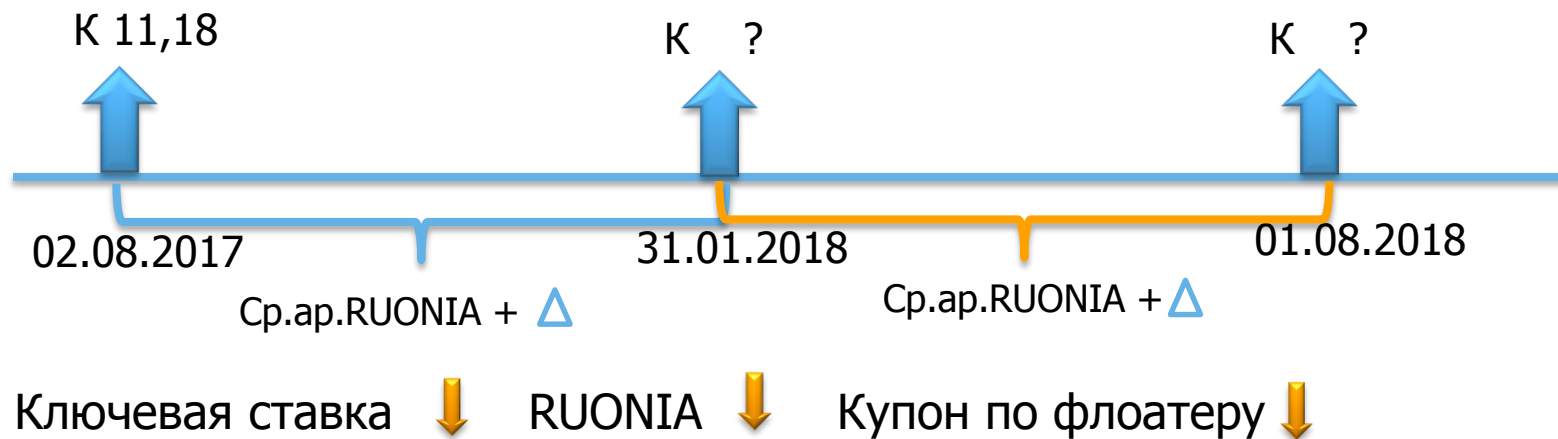 К 11,18
К ?
К ?
02.08.2017
31.01.2018
01.08.2018
Ср.ар.RUONIA + Δ
Ср.ар.RUONIA + Δ
Ключевая ставка RUONIA Купон по флоатеру